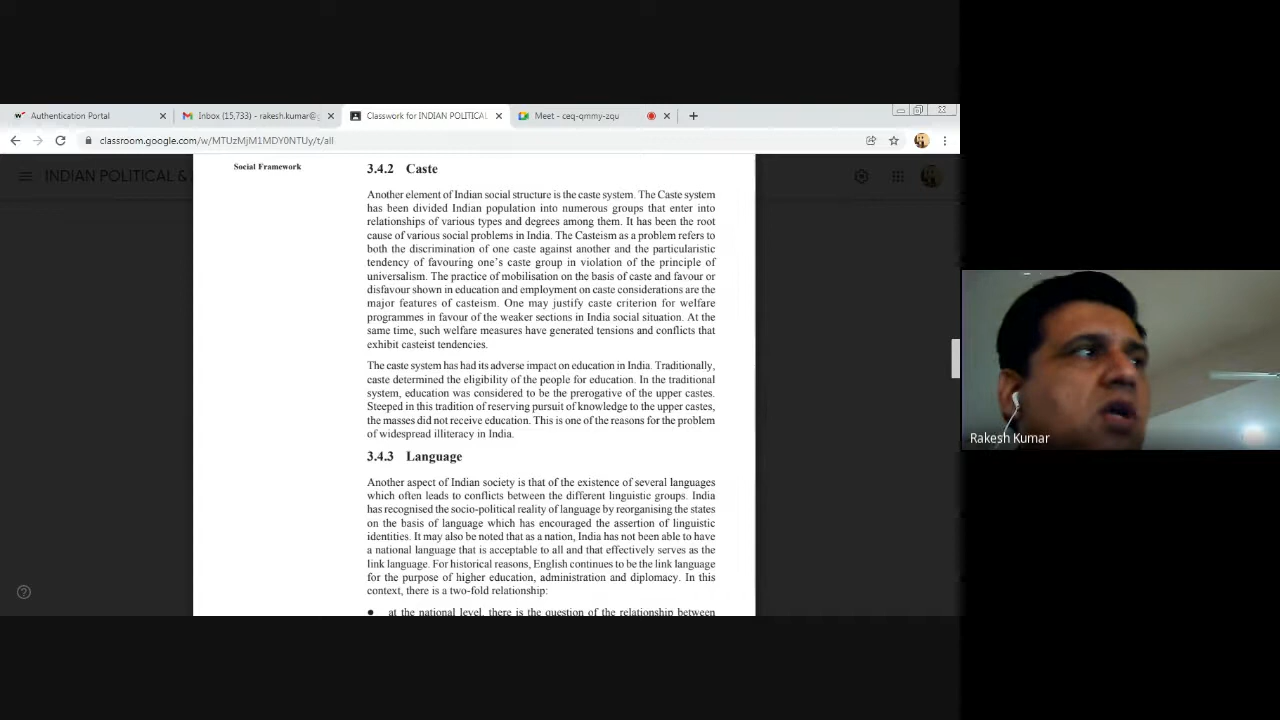 Authentication Portal
Inbox (15,733) - rakesh.kumar@g
Classwork for INDIAN POLITICAL
Meet - ceq-qmmy-zqu
classroom.google.com/w/MTUzMjM1MDY0NTUy/t/all
INDIAN POLITICAL &
Social Framework
3.4.2 Caste
Another element of Indian social structure is the caste system. The Caste system
has been divided Indian population into numerous groups that enter into
relationships of various types and degrees among them. It has been the root
cause of various social problems in India. The Casteism as a problem refers to
both the discrimination of one caste against another and the particularistic
tendency of favouring one's caste group in violation of the principle of
universalism. The practice of mobilisation on the basis of caste and favour or
disfavour shown in education and employment on caste considerations are the
major features of casteism. One may justify caste criterion for welfare
programmes in favour of the weaker sections in India social situation. At the
same time, such welfare measures have generated tensions and conflicts that
exhibit casteist tendencies.
The caste system has had its adverse impact on education in India. Traditionally,
caste determined the eligibility of the people for education. In the traditional
system, education was considered to be the prerogative of the upper castes.
Steeped in this tradition of reserving pursuit of knowledge to the upper castes,
the masses did not receive education. This is one of the reasons for the problem
of widespread illiteracy in India.
3.4.3 Language
Another aspect of Indian society is that of the existence of several languages
which often leads to conflicts between the different linguistic groups. India
has recognised the socio-political reality of language by reorganising the states
on the basis of language which has encouraged the assertion of linguistic
identities. It may also be noted that as a nation, India has not been able to have
a national language that is acceptable to all and that effectively serves as the
link language. For historical reasons, English continues to be the link language
for the purpose of higher education, administration and diplomacy. In this
context, there is a two-fold relationship:
● at the national level, there is the question of the relationship between
Rakesh Kumar